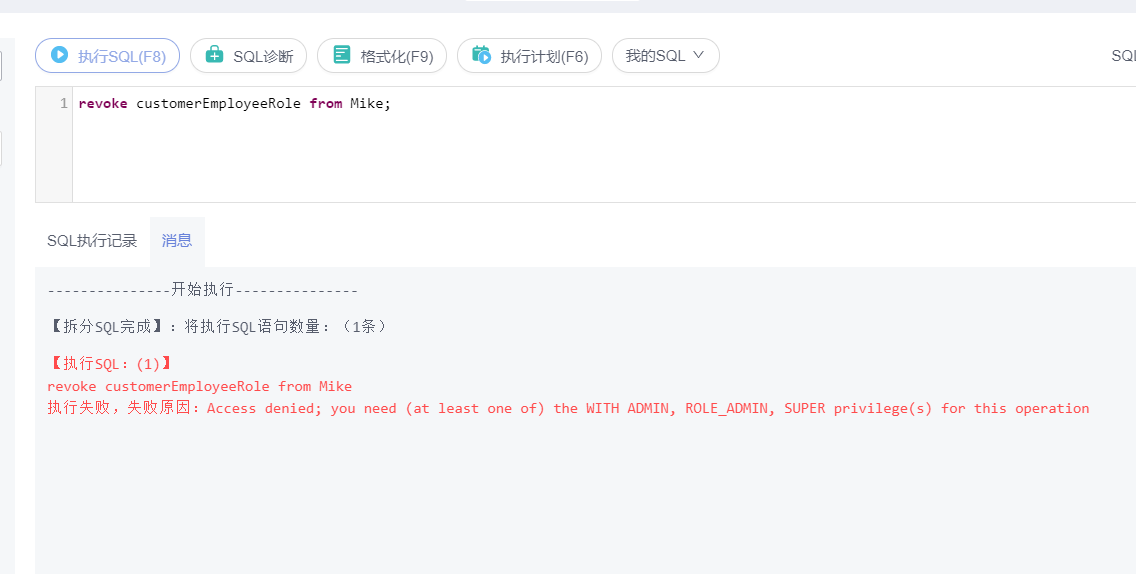 执行SQL(F8) SQL诊断 格式化(F9) 执行计划(F6) 我的SQL
1 revoke customerEmployeeRole from Mike;
SQL执行记录 消息
---------------开始执行---------------
【拆分SQL完成】：将执行SQL语句数量：（1条）
【执行SQL：(1)】
revoke customerEmployeeRole from Mike
执行失败，失败原因：Access denied; you need (at least one of) the WITH ADMIN, ROLE_ADMIN, SUPER privilege(s) for this operation